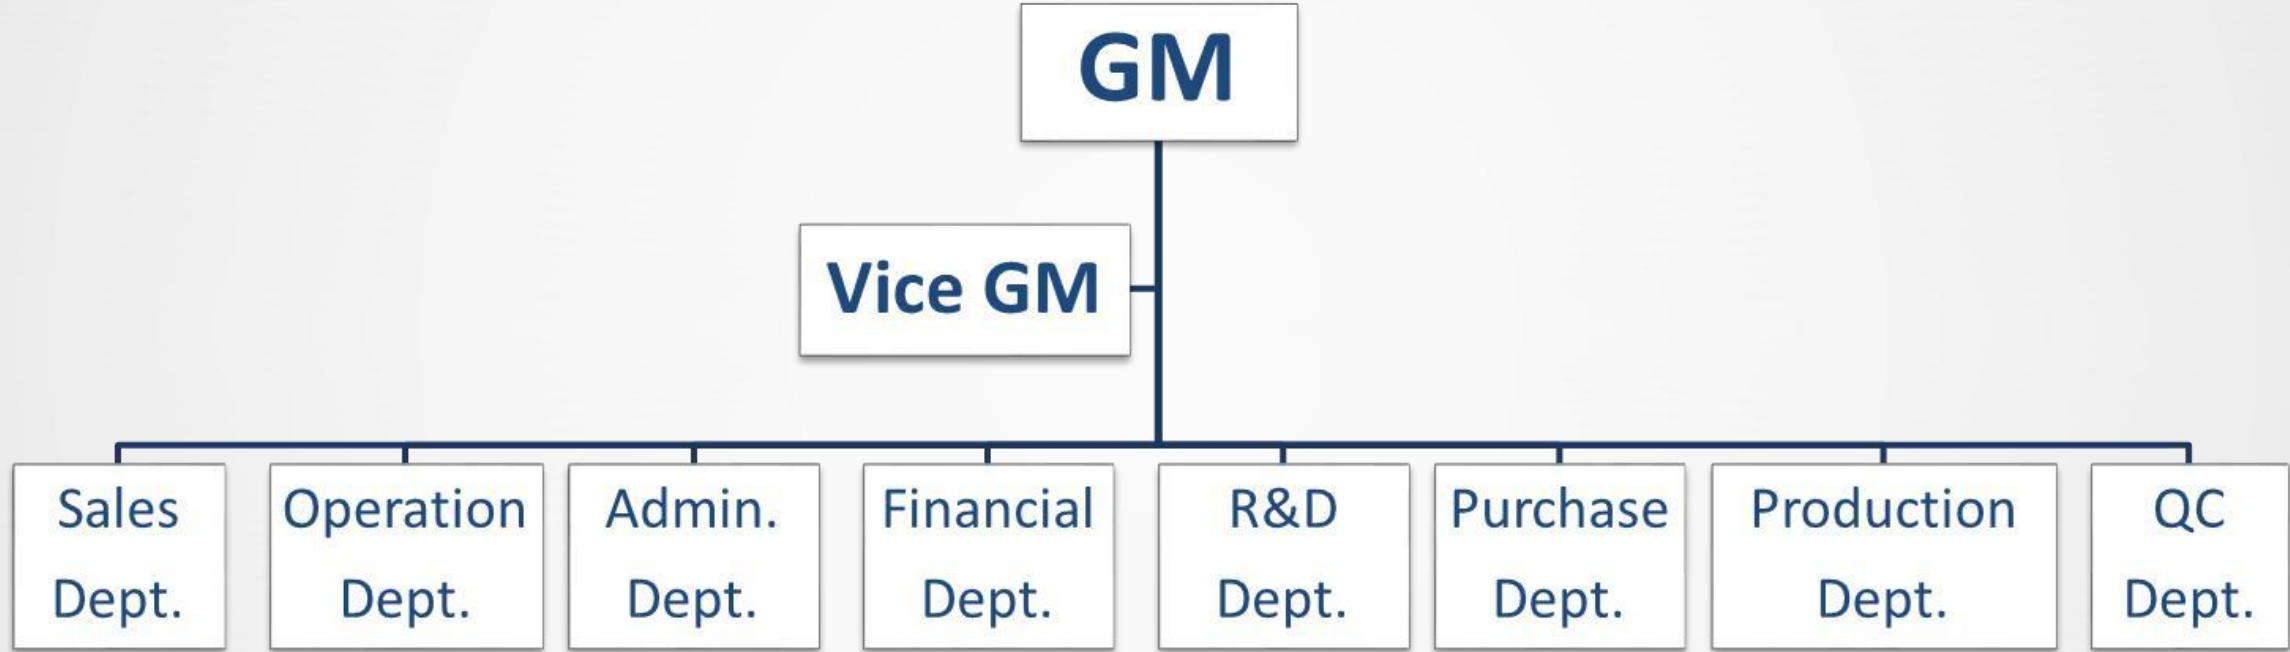 GM
Vice GM
Sales
Dept.
Operation
Dept.
Admin.
Dept.
Financial
Dept.
R&D
Dept.
Purchase
Dept.
Production
Dept.
QC
Dept.